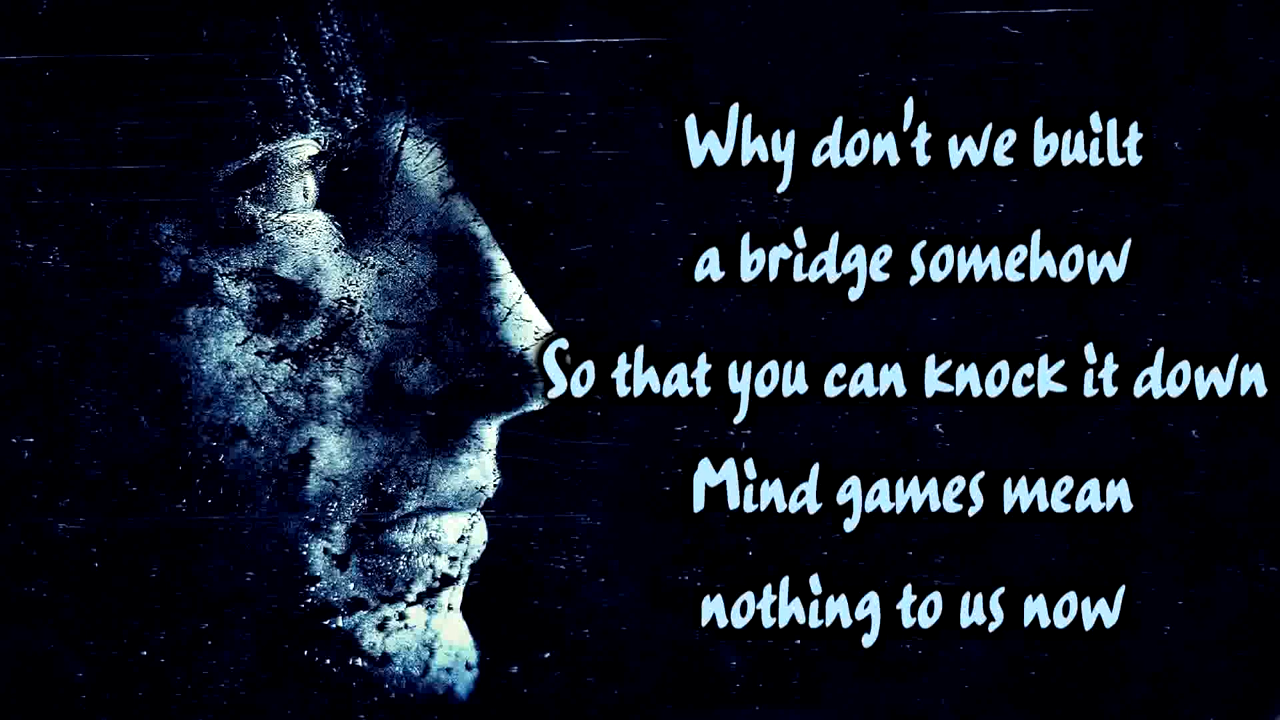 Why don't we built
a bridge somehow
So that you can knock it down
Mind games mean
nothing to us now